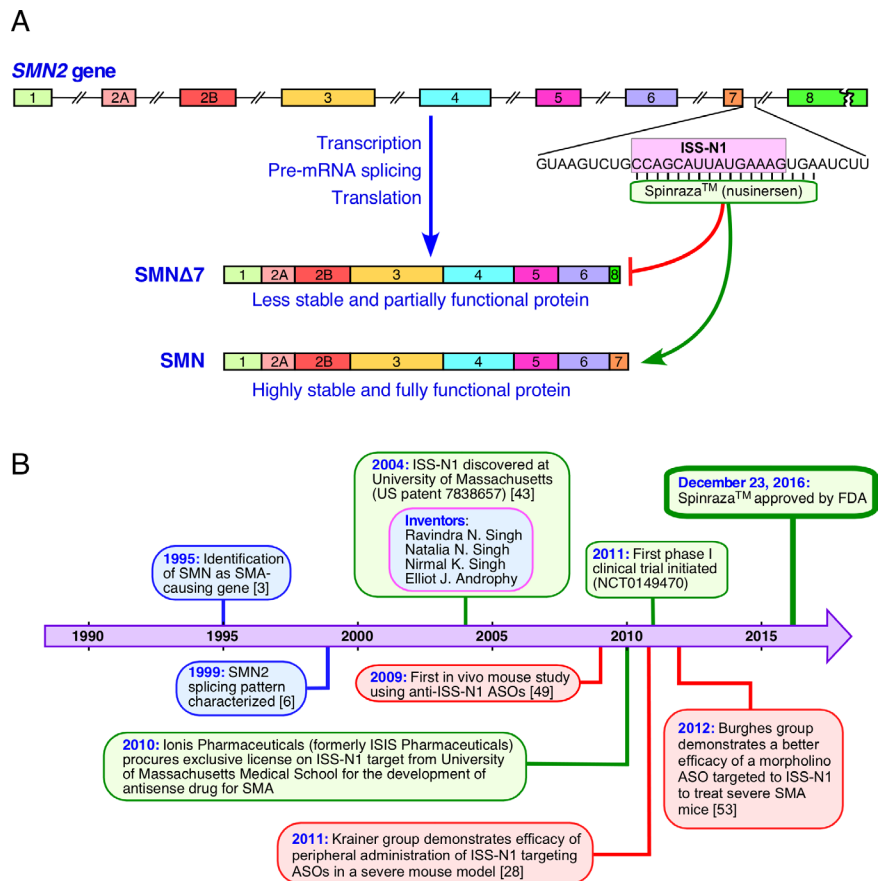 A
SMN2 gene
1 2A 2B 3 4 5 6 7 8
Transcription
Pre-mRNA splicing
Translation
ISS-N1
GUAAGUCUGCCAGCAUUAUGAAAGUGAAUCUU
Spinraza™ (nusinersen)
SMNΔ7
1 2A 2B 3 4 5 6 8
Less stable and partially functional protein
SMN
1 2A 2B 3 4 5 6 7
Highly stable and fully functional protein
B
1995: Identification
of SMN as SMA-
causing gene [3]
2004: ISS-N1 discovered at
University of Massachusetts
(US patent 7838657) [43]
Inventors:
Ravindra N. Singh
Natalia N. Singh
Nirmal K. Singh
Elliot J. Androphy
2011: First phase I
clinical trial initiated
(NCT0149470)
December 23, 2016:
Spinraza™ approved by FDA
1990 1995 2000 2005 2010 2015
1999: SMN2
splicing pattern
characterized [6]
2009: First in vivo mouse study
using anti-ISS-N1 ASOs [49]
2010: Ionis Pharmaceuticals (formerly ISIS Pharmaceuticals)
procures exclusive license on ISS-N1 target from University
of Massachusetts Medical School for the development of
antisense drug for SMA
2012: Burghes group
demonstrates a better
efficacy of a morpholino
ASO targeted to ISS-N1
to treat severe SMA
mice [53]
2011: Krainer group demonstrates efficacy of
peripheral administration of ISS-N1 targeting
ASOs in a severe mouse model [28]